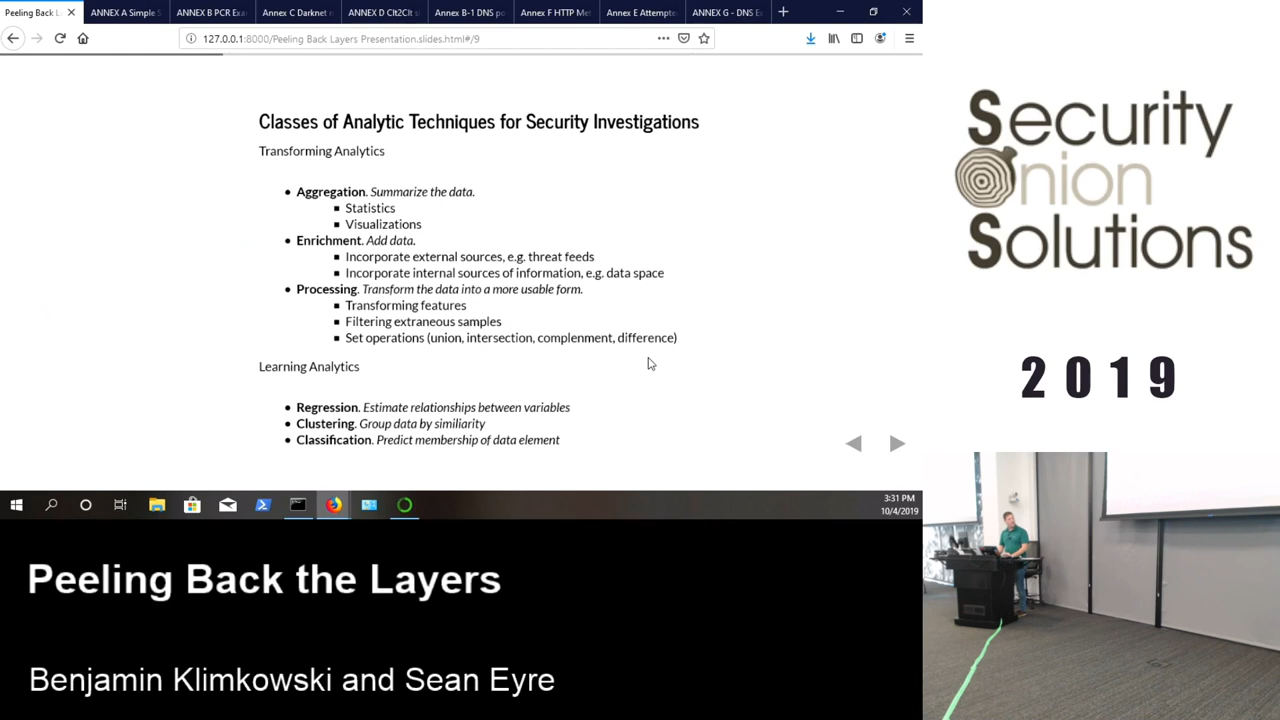 Peeling Back L
ANNEX A Simple S
ANNEX B PCR Exa
Annex C Darknet n
ANNEX D Clt2Clt s
Annex B-1 DNS po
Annex F HTTP Me
Annex E Attempte
ANNEX G - DNS E
127.0.0.1:8000/Peeling Back Layers Presentation.slides.html#/9
Classes of Analytic Techniques for Security Investigations
Transforming Analytics
• Aggregation. Summarize the data.
▪ Statistics
▪ Visualizations
• Enrichment. Add data.
▪ Incorporate external sources, e.g. threat feeds
▪ Incorporate internal sources of information, e.g. data space
• Processing. Transform the data into a more usable form.
▪ Transforming features
▪ Filtering extraneous samples
▪ Set operations (union, intersection, complenment, difference)
Learning Analytics
• Regression. Estimate relationships between variables
• Clustering. Group data by similiarity
• Classification. Predict membership of data element
3:31 PM
10/4/2019
Security
Onion
Solutions
2019
Peeling Back the Layers
Benjamin Klimkowski and Sean Eyre